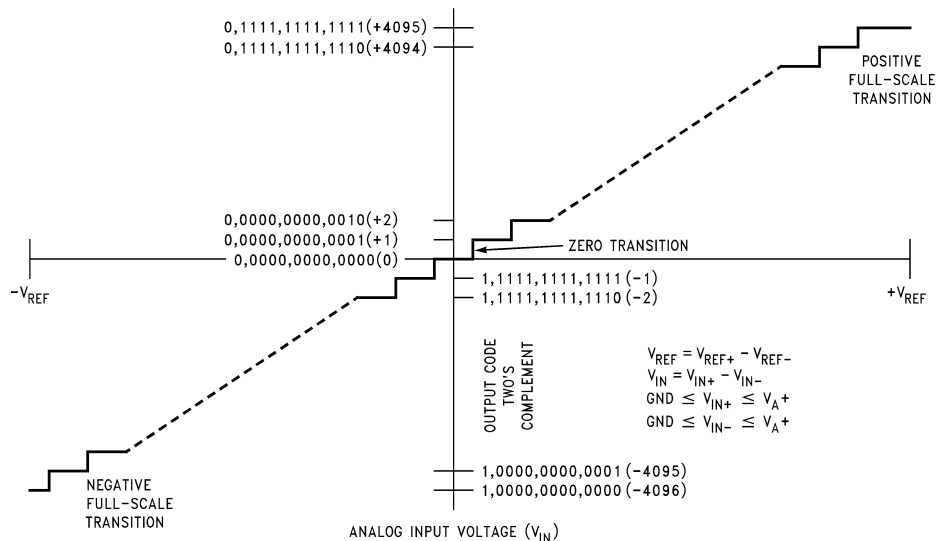 0,1111,1111,1111(+4095)
0,1111,1111,1110(+4094)
POSITIVE
FULL-SCALE
TRANSITION
0,0000,0000,0010(+2)
0,0000,0000,0001(+1)
ZERO TRANSITION
0,0000,0000,0000(0)
-VREF
+VREF
1,1111,1111,1111(-1)
1,1111,1111,1110(-2)
OUTPUT CODE
TWO'S
COMPLEMENT
VREF = VREF+ - VREF-
VIN = VIN+ - VIN-
GND ≤ VIN+ ≤ VA+
GND ≤ VIN- ≤ VA+
1,0000,0000,0001(-4095)
1,0000,0000,0000(-4096)
NEGATIVE
FULL-SCALE
TRANSITION
ANALOG INPUT VOLTAGE (VIN)